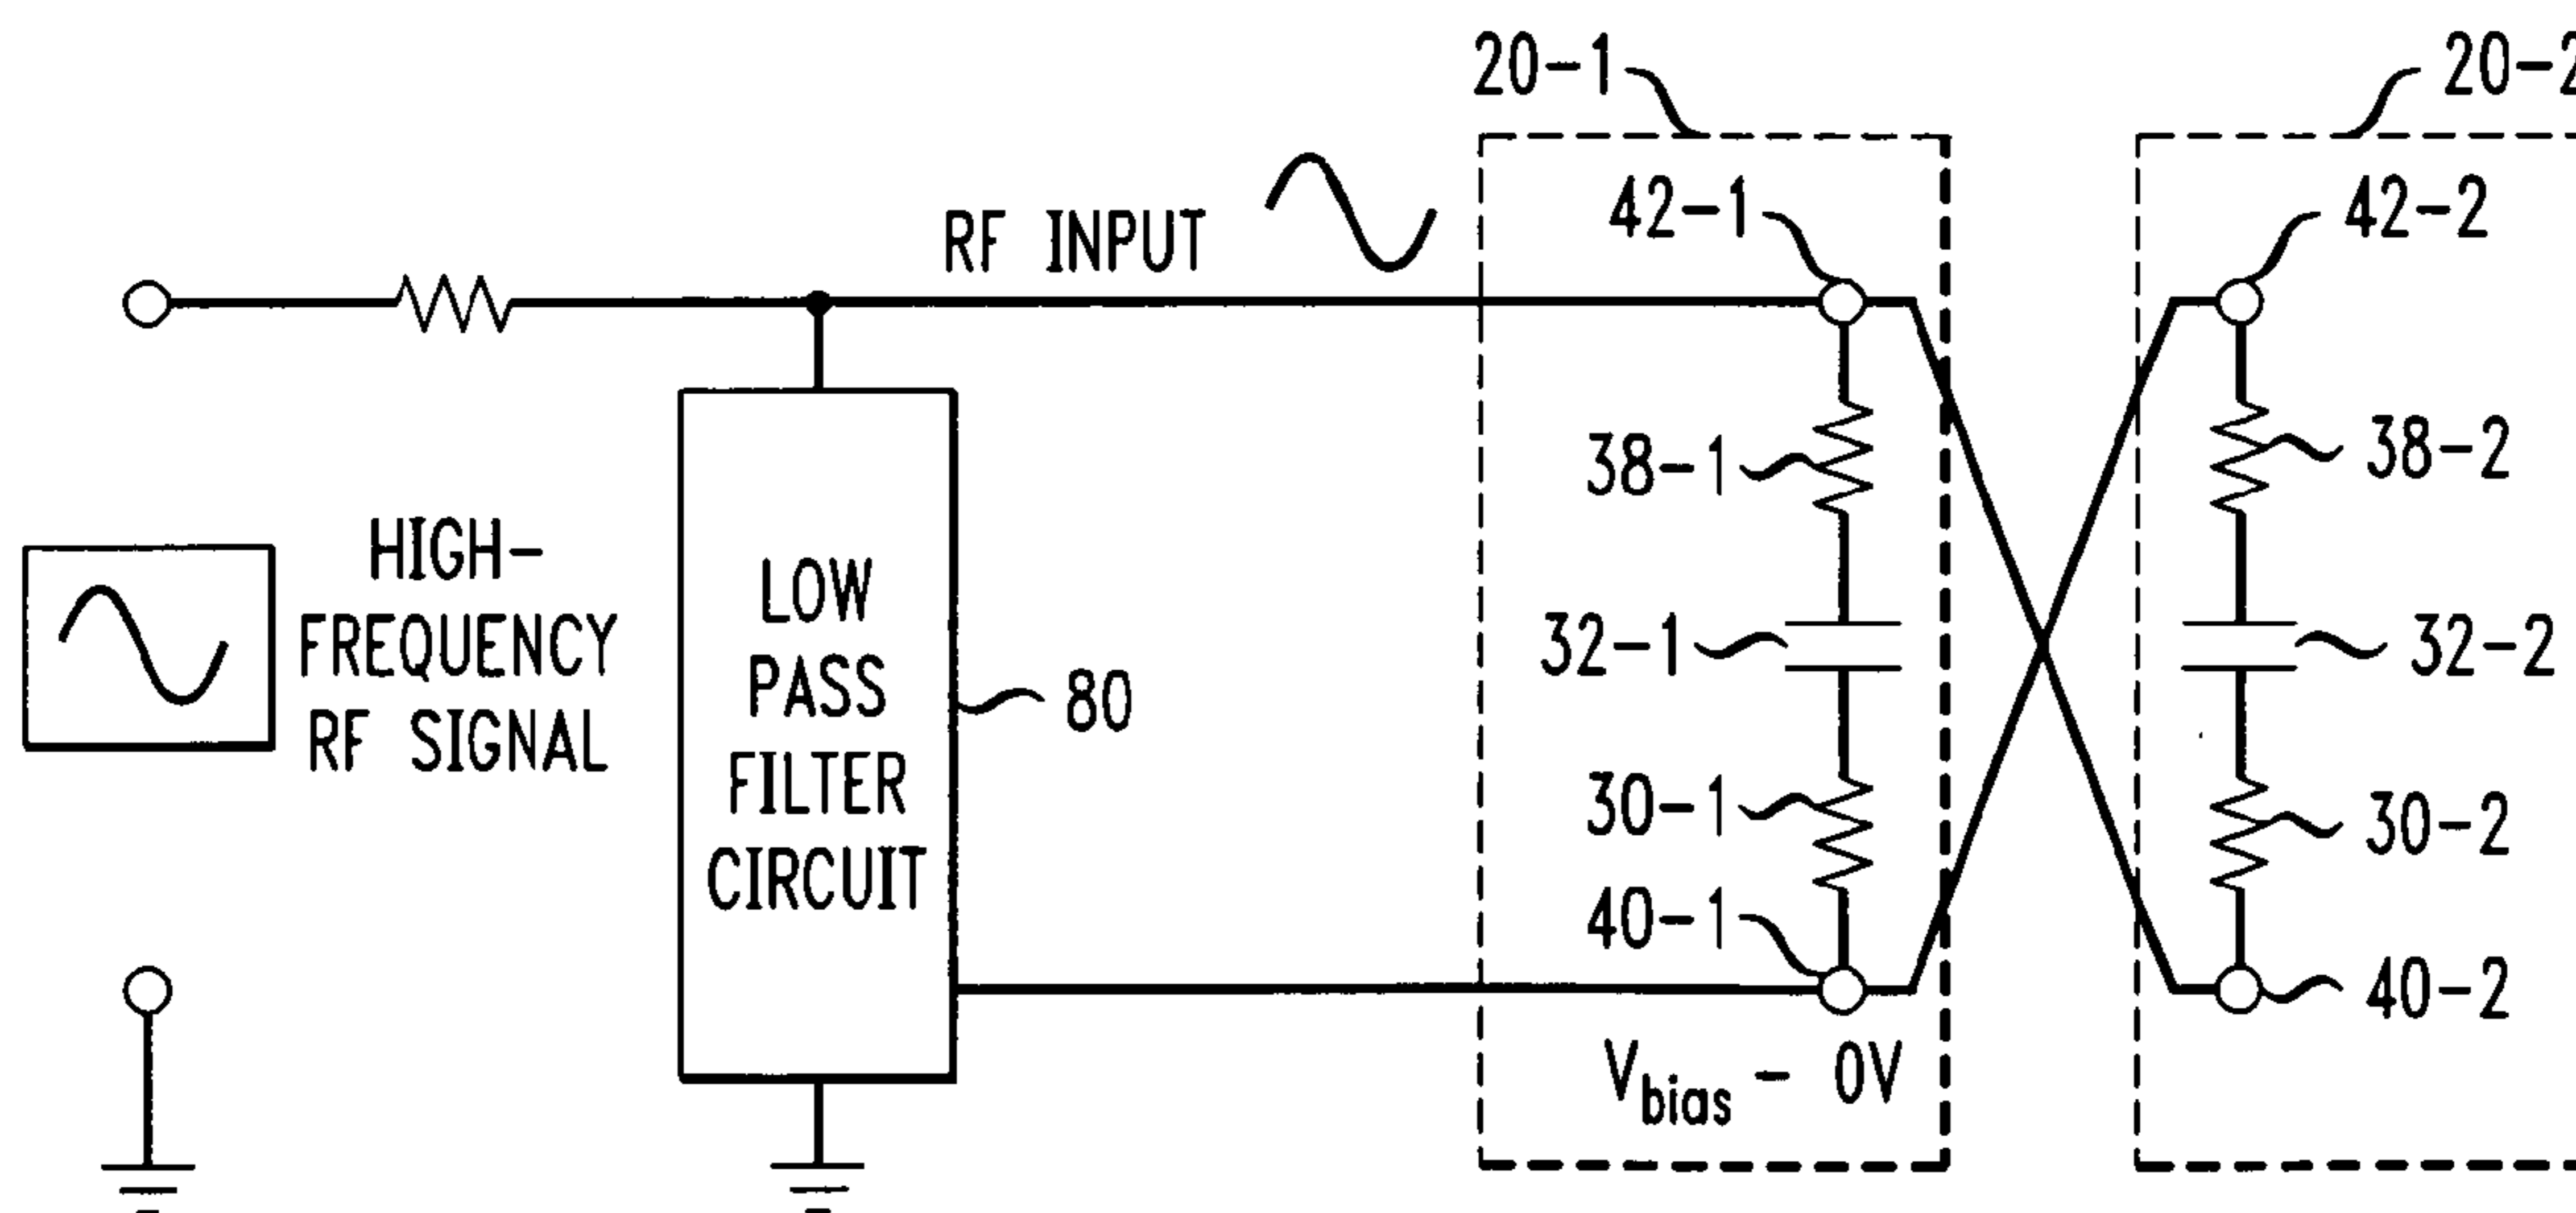 20-1
20-2
42-1
42-2
RF INPUT
38-1
38-2
HIGH-
FREQUENCY
RF SIGNAL
LOW
PASS
FILTER
CIRCUIT
80
32-1
32-2
30-1
30-2
40-1
40-2
Vbias - 0V